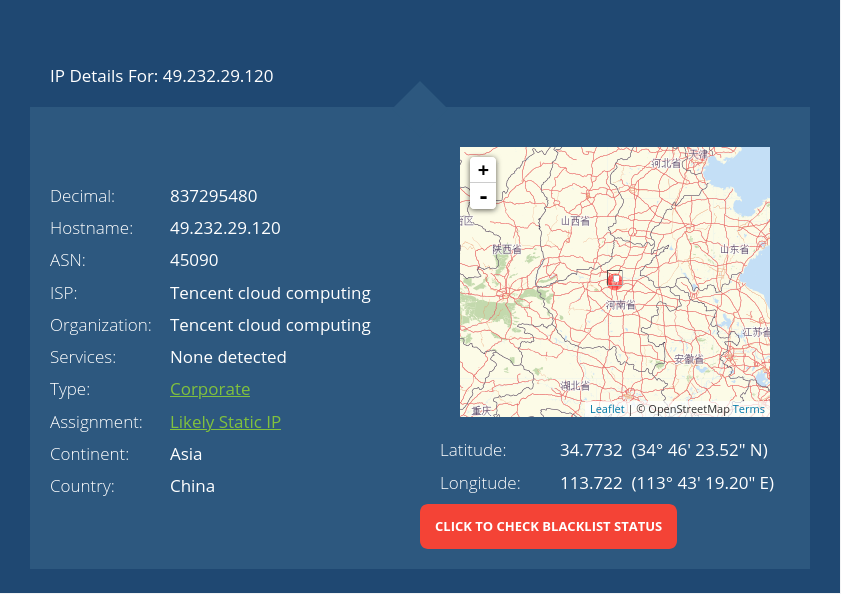 IP Details For: 49.232.29.120
Decimal: 837295480
Hostname: 49.232.29.120
ASN: 45090
ISP: Tencent cloud computing
Organization: Tencent cloud computing
Services: None detected
Type: Corporate
Assignment: Likely Static IP
Continent: Asia
Country: China
+
-
天津
河北省
山西省
陕西省
山东省
河南省
江苏省
安徽省
湖北省
重庆
Leaflet | © OpenStreetMap Terms
Latitude: 34.7732 (34° 46' 23.52" N)
Longitude: 113.722 (113° 43' 19.20" E)
CLICK TO CHECK BLACKLIST STATUS